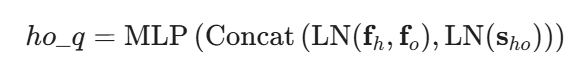 ho_q = MLP (Concat (LN(f_h, f_o), LN(s_ho)))